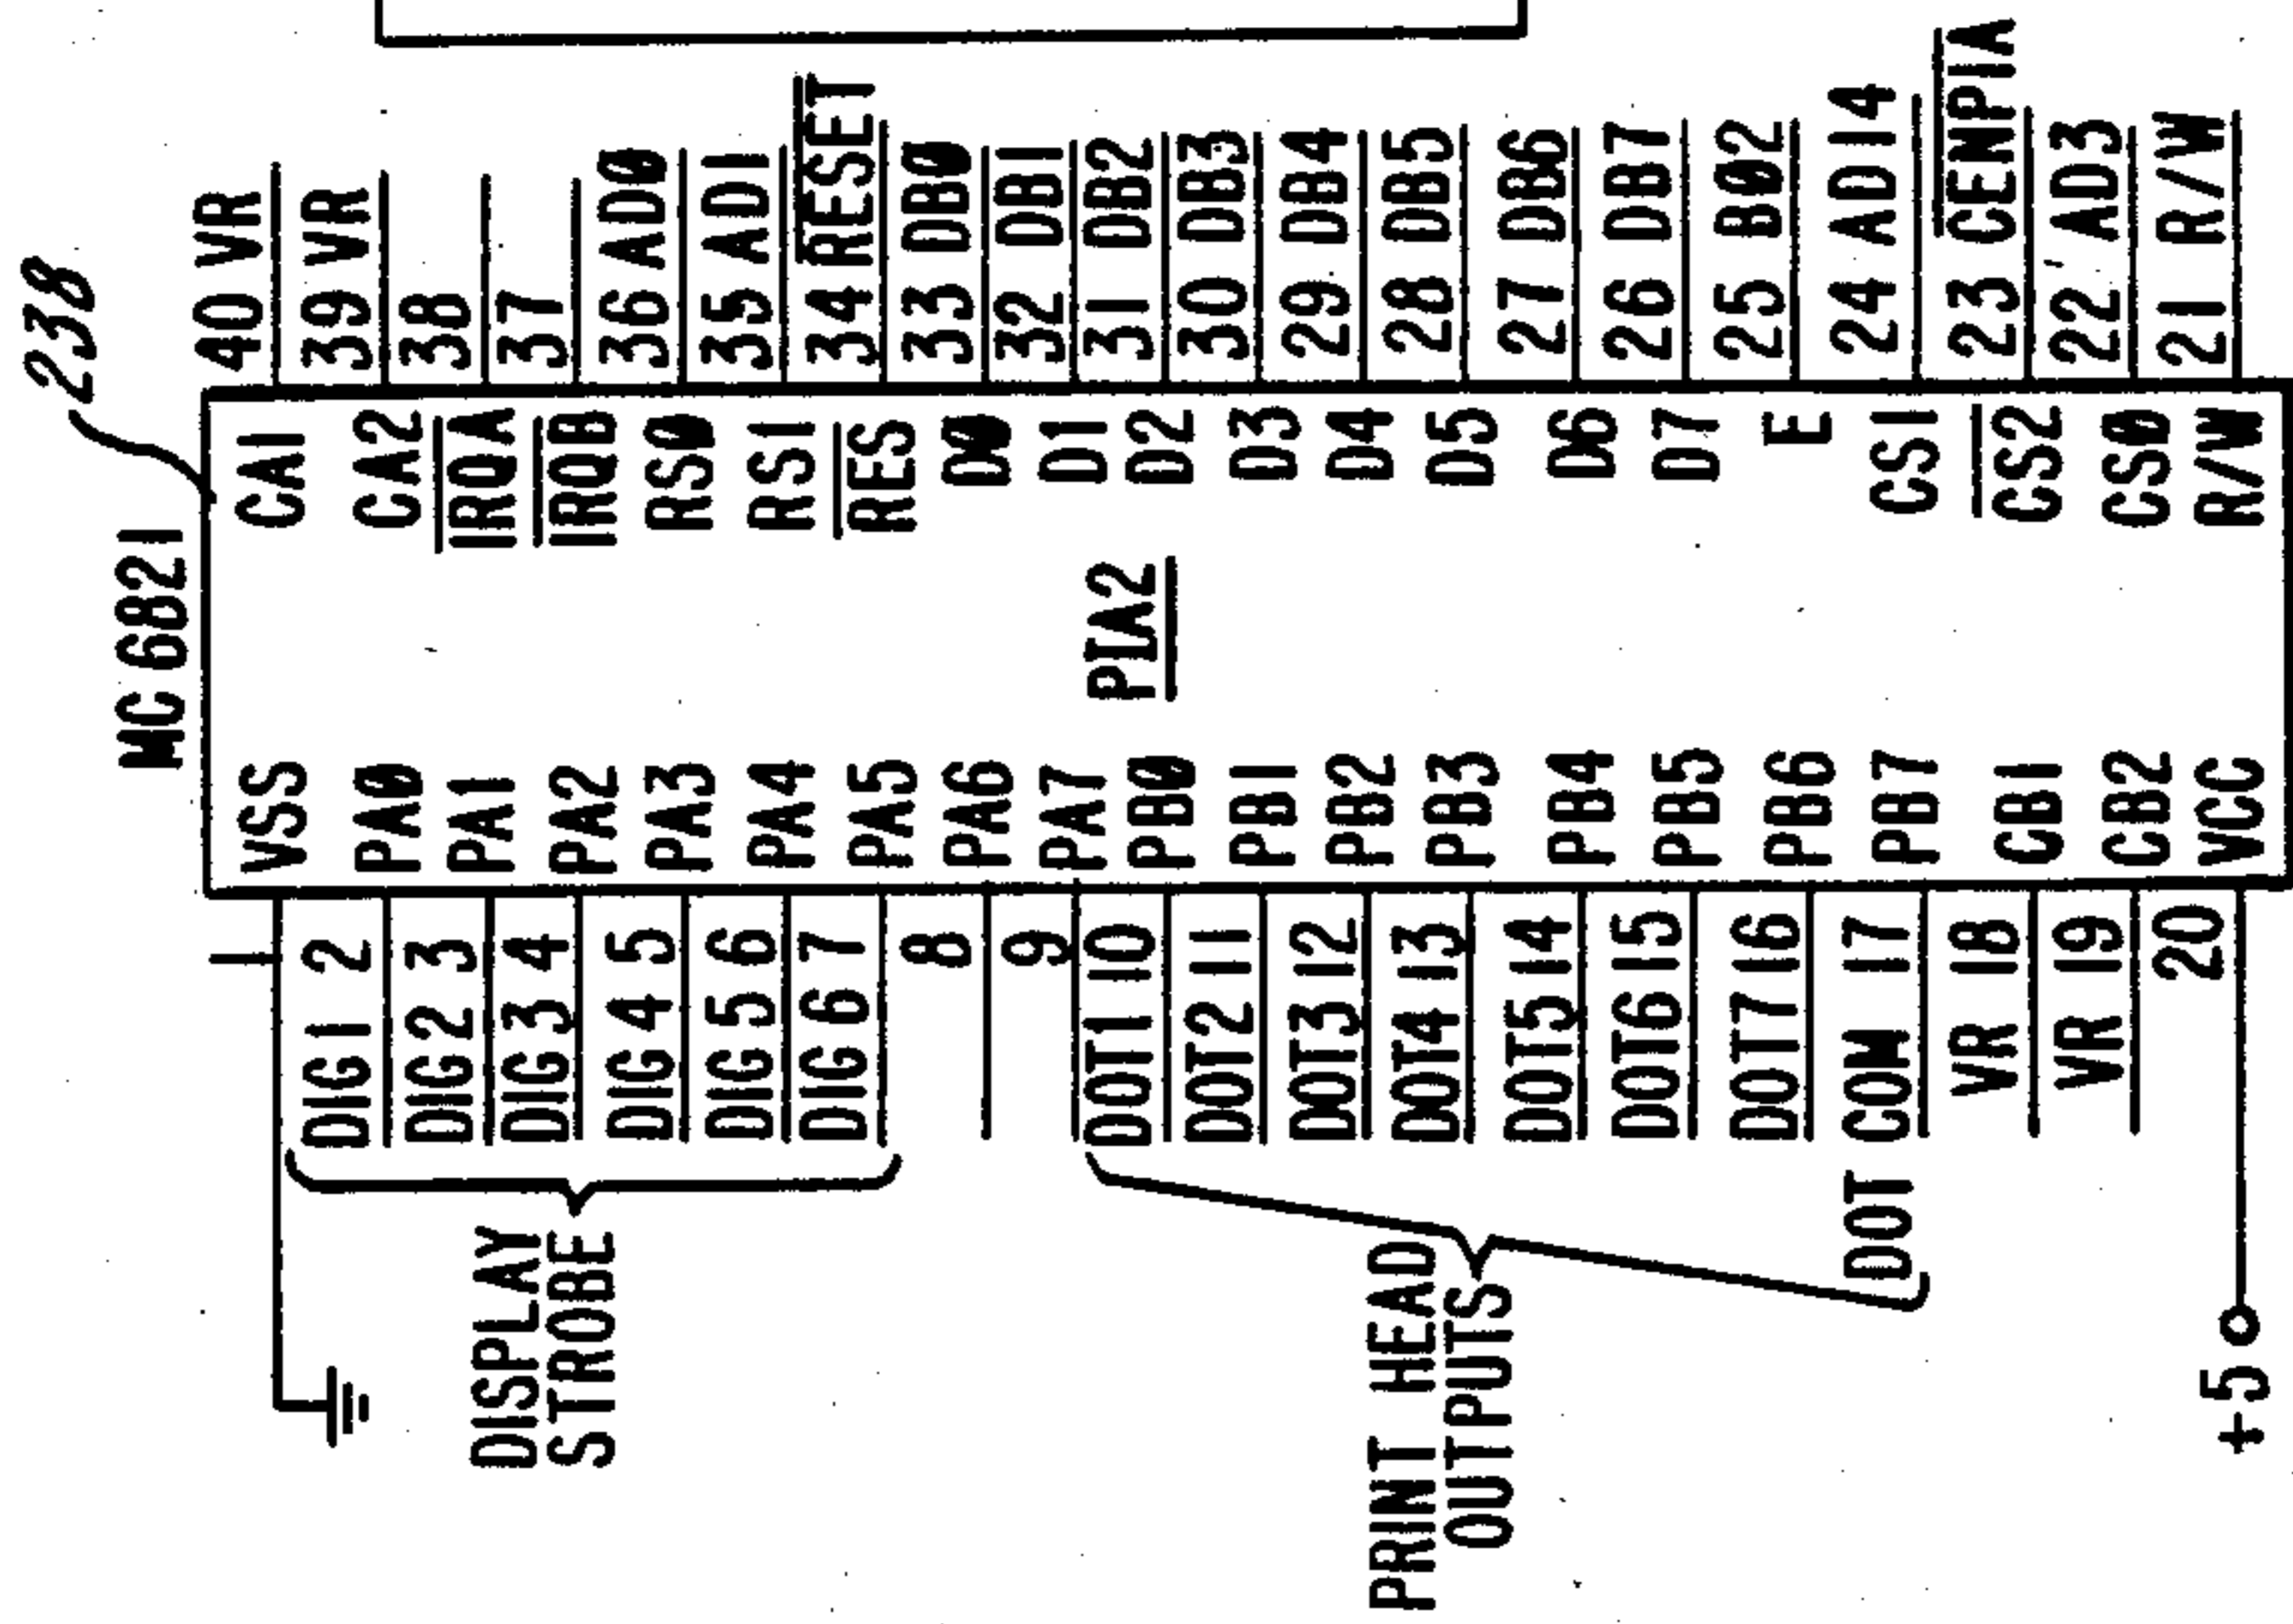 238
MC6821
VSS
PAØ
PA1
PA2
PA3
PA4
PA5
PA6
PA7
PBØ
PB1
PB2
PB3
PB4
PB5
PB6
PB7
CB1
CB2
VCC
PIA2
CA1
CA2
IRQA
IRQB
RSØ
RS1
RES
DØ
D1
D2
D3
D4
D5
D6
D7
E
CS1
CS2
CSØ
R/W
1
DIG1 2
DIG2 3
DIG3 4
DIG4 5
DIG5 6
DIG6 7
8
9
DOT1 10
DOT2 11
DOT3 12
DOT4 13
DOT5 14
DOT6 15
DOT7 16
DOT COM 17
VR 18
VR 19
20
40 VR
39 VR
38
37
36 ADØ
35 AD1
34 RESET
33 DBØ
32 DB1
31 DB2
30 DB3
29 DB4
28 DB5
27 DB6
26 DB7
25 BØ2
24 AD14
23 CENPIA
22 AD3
21 R/W
DISPLAY
STROBE
PRINT HEAD
OUTPUTS
+5